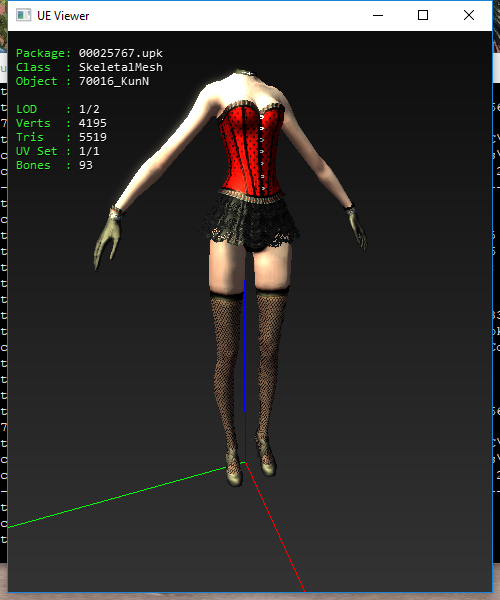 UE Viewer
Package: 00025767.upk
Class : SkeletalMesh
Object : 70016_KunN
LOD : 1/2
Verts : 4195
Tris : 5519
UV Set : 1/1
Bones : 93